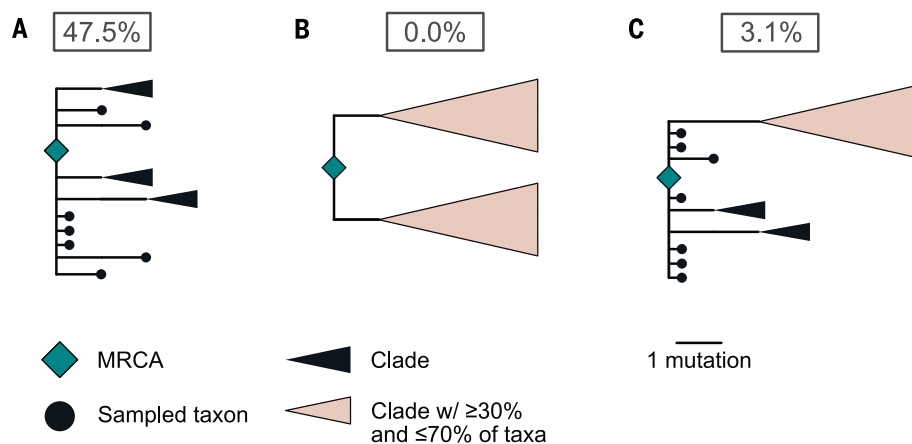 A 47.5%
B 0.0%
C 3.1%
MRCA
Clade
Sampled taxon
Clade w/ ≥30%
and ≤70% of taxa
1 mutation